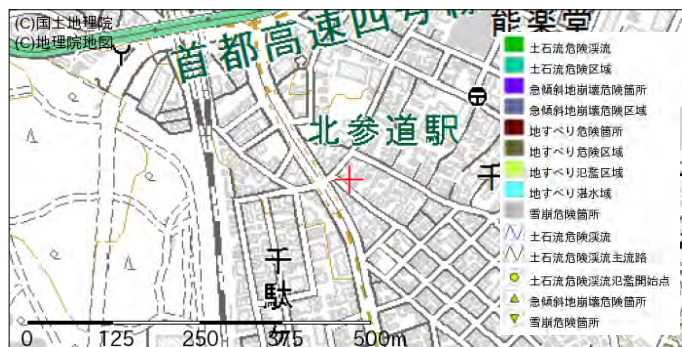 (C)国土地理院
(C)地理院地図
首都高速四号
能楽堂
北参道駅
千
千駄
土石流危険渓流
土石流危険区域
急傾斜地崩壊危険箇所
急傾斜地崩壊危険区域
地すべり危険箇所
地すべり危険区域
地すべり氾濫区域
地すべり湛水域
雪崩危険箇所
土石流危険渓流
土石流危険渓流主流路
土石流危険渓流氾濫開始点
急傾斜地崩壊危険箇所
雪崩危険箇所
0 125 250 375 500m